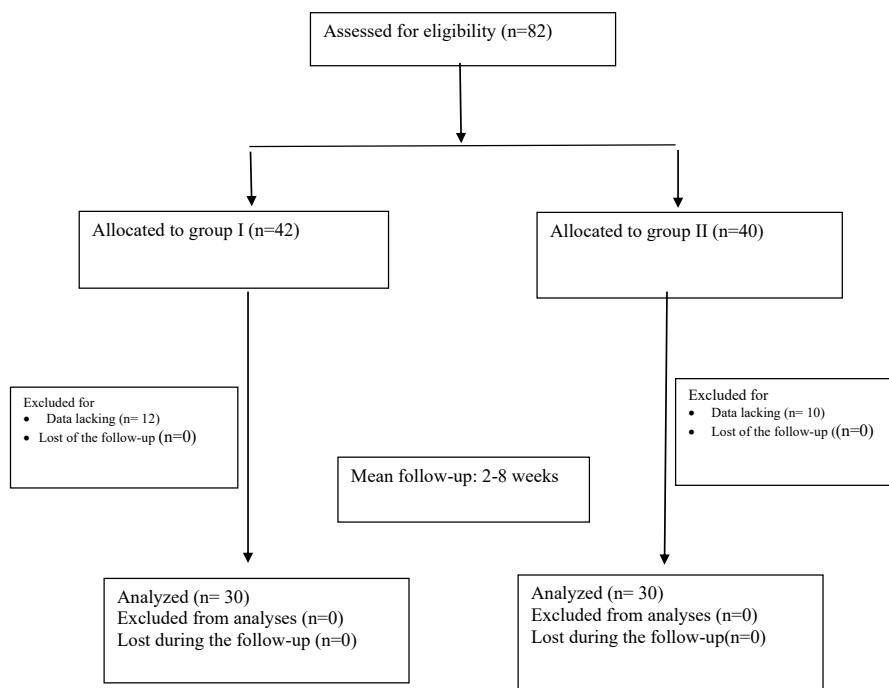 Assessed for eligibility (n=82)
Allocated to group I (n=42)
Allocated to group II (n=40)
Excluded for
• Data lacking (n= 12)
• Lost of the follow-up (n=0)
Excluded for
• Data lacking (n= 10)
• Lost of the follow-up ((n=0)
Mean follow-up: 2-8 weeks
Analyzed (n= 30)
Excluded from analyses (n=0)
Lost during the follow-up (n=0)
Analyzed (n= 30)
Excluded from analyses (n=0)
Lost during the follow-up(n=0)